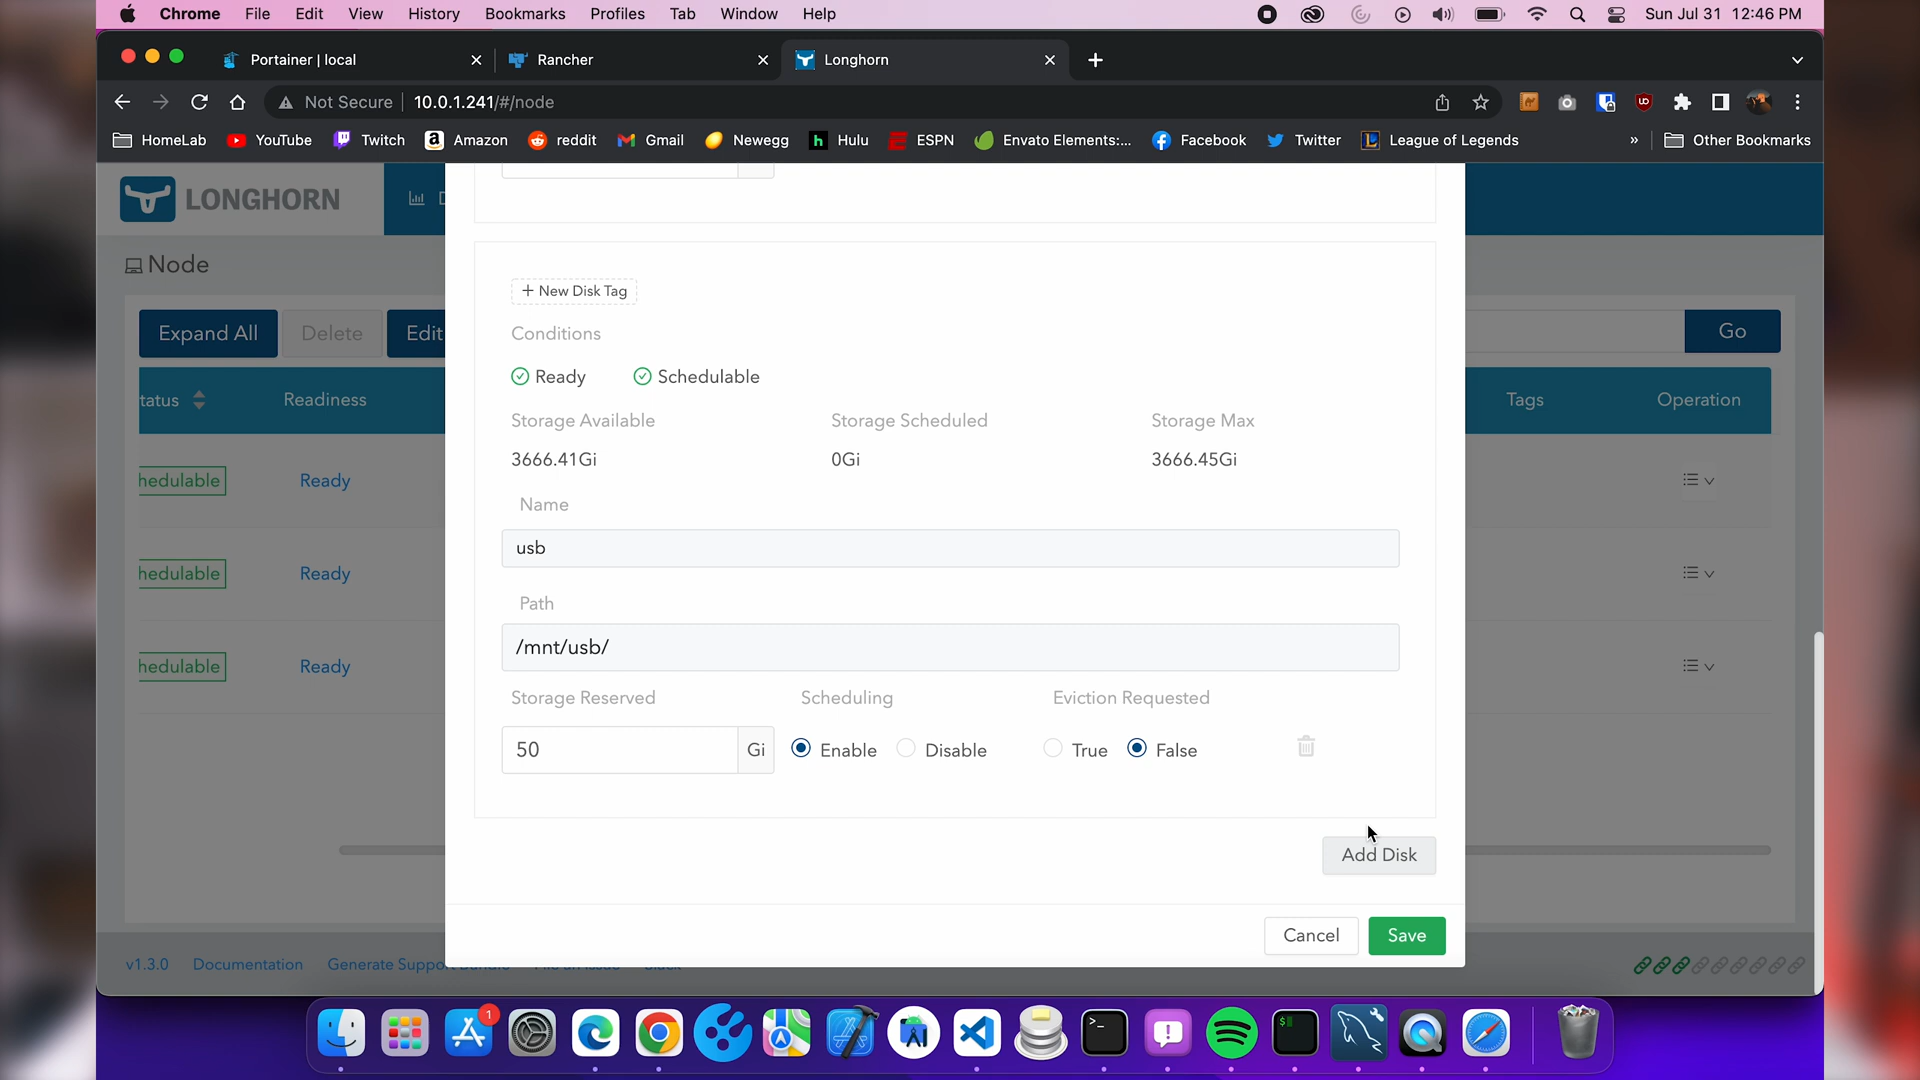 Chrome File Edit View History Bookmarks Profiles Tab Window Help Sun Jul 31 12:46 PM
Portainer | local Rancher Longhorn
Not Secure 10.0.1.241/#/node
HomeLab YouTube Twitch Amazon reddit Gmail Newegg Hulu ESPN Envato Elements:... Facebook Twitter League of Legends » Other Bookmarks
LONGHORN
Node
+ New Disk Tag
Conditions
Expand All Delete Edit Go
Ready Schedulable
tatus Readiness Tags Operation
Storage Available Storage Scheduled Storage Max
3666.41Gi 0Gi 3666.45Gi
hedulable Ready
Name
usb
hedulable Ready
Path
/mnt/usb/
hedulable Ready
Storage Reserved Scheduling Eviction Requested
50 Gi Enable Disable True False
Add Disk
Cancel Save
v1.3.0 Documentation Generate Suppo
1